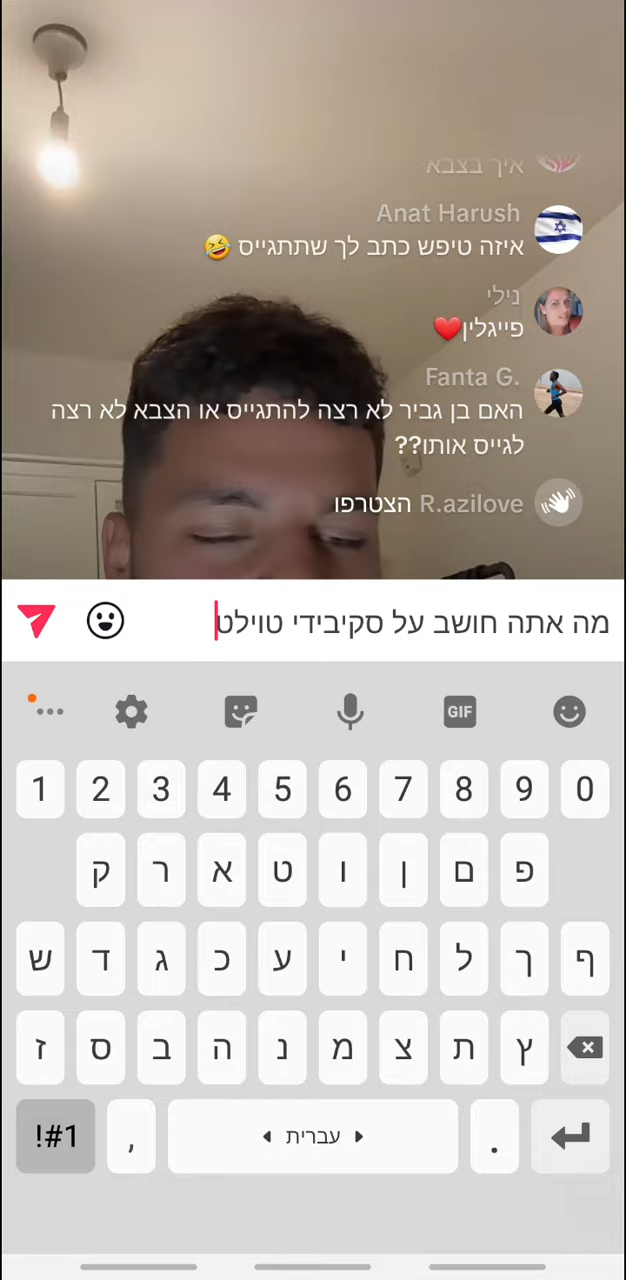 איך בצבא
Anat Harush
איזה טיפש כתב לך שתתגייס 🤣
נילי
פייגלין❤️
Fanta G.
האם בן גביר לא רצה להתגייס או הצבא לא רצה
לגייס אותו??
R.azilove הצטרפו
מה אתה חושב על סקיבידי טוילט
GIF
1 2 3 4 5 6 7 8 9 0
ק ר א ט ו ן ם פ
ש ד ג כ ע י ח ל ך ף
ז ס ב ה נ מ צ ת ץ
!#1 , עברית .